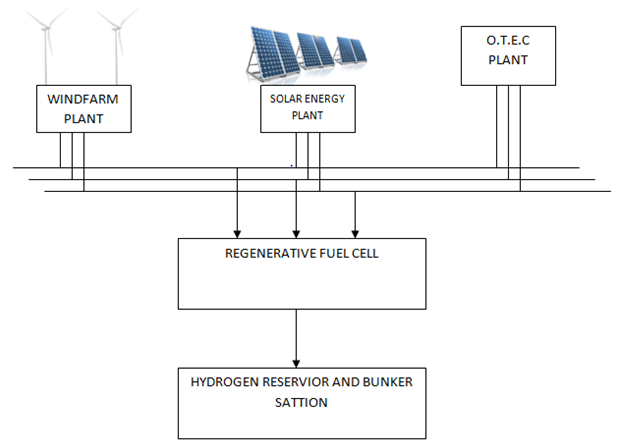 WINDFARM
PLANT
SOLAR ENERGY
PLANT
O.T.E.C
PLANT
REGENERATIVE FUEL CELL
HYDROGEN RESERVIOR AND BUNKER
SATTION